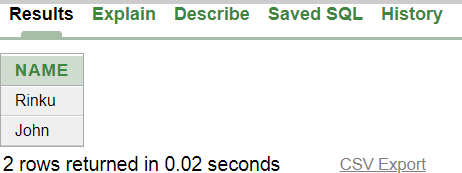 Results Explain Describe Saved SQL History
NAME
Rinku
John
2 rows returned in 0.02 seconds CSV Export